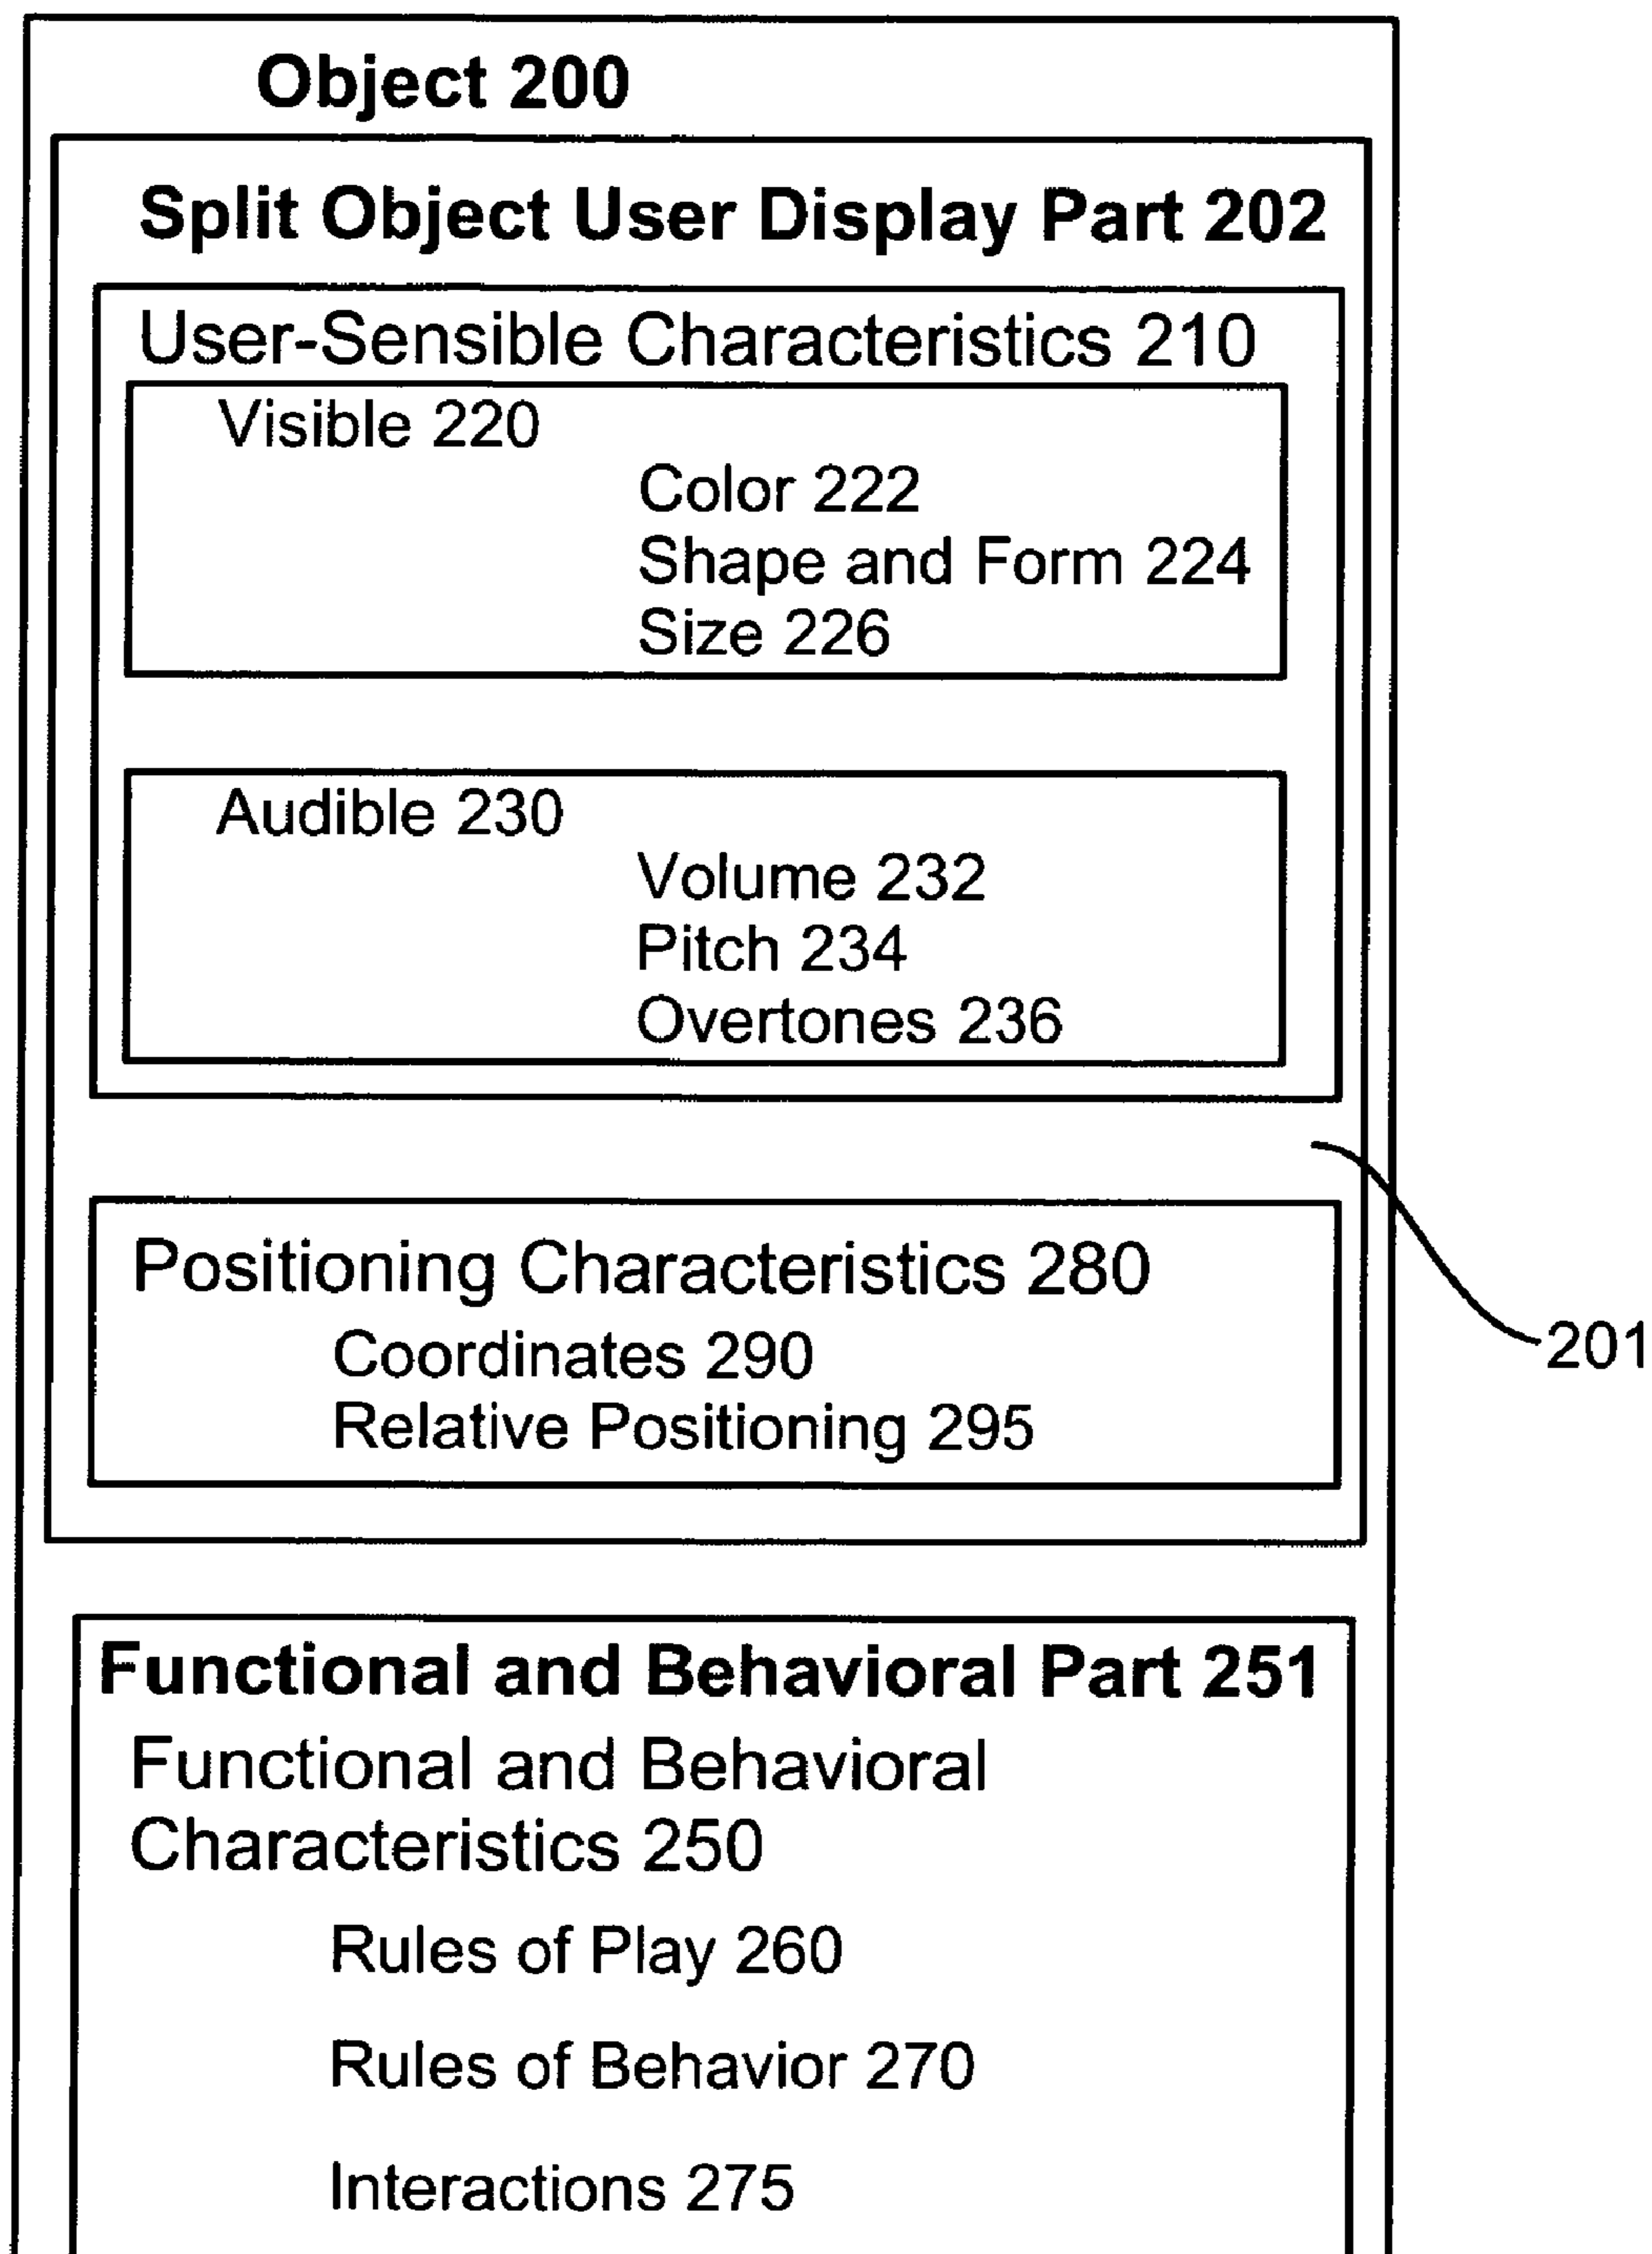 Object 200
Split Object User Display Part 202
User-Sensible Characteristics 210
Visible 220
Color 222
Shape and Form 224
Size 226
Audible 230
Volume 232
Pitch 234
Overtones 236
Positioning Characteristics 280
Coordinates 290
Relative Positioning 295
201
Functional and Behavioral Part 251
Functional and Behavioral
Characteristics 250
Rules of Play 260
Rules of Behavior 270
Interactions 275